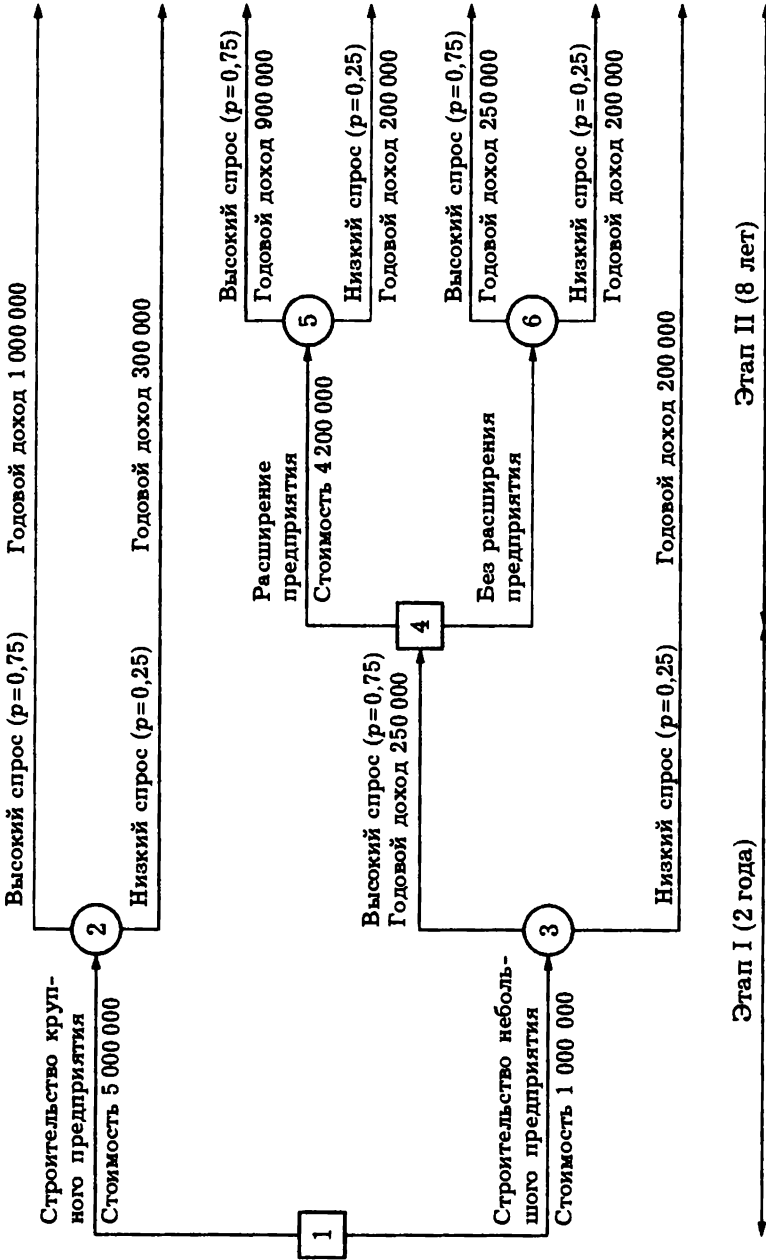 Строительство круп-
ного предприятия
Стоимость 5 000 000
1
Строительство неболь-
шого предприятия
Стоимость 1 000 000
2
Высокий спрос (p=0,75)
Годовой доход 1 000 000
Низкий спрос (p=0,25)
Годовой доход 300 000
3
Высокий спрос (p=0,75)
Годовой доход 250 000
Низкий спрос (p=0,25)
Годовой доход 200 000
4
Расширение
предприятия
Стоимость 4 200 000
Без расширения
предприятия
5
Высокий спрос (p=0,75)
Годовой доход 900 000
Низкий спрос (p=0,25)
Годовой доход 200 000
6
Высокий спрос (p=0,75)
Годовой доход 250 000
Низкий спрос (p=0,25)
Годовой доход 200 000
Этап I (2 года)
Этап II (8 лет)